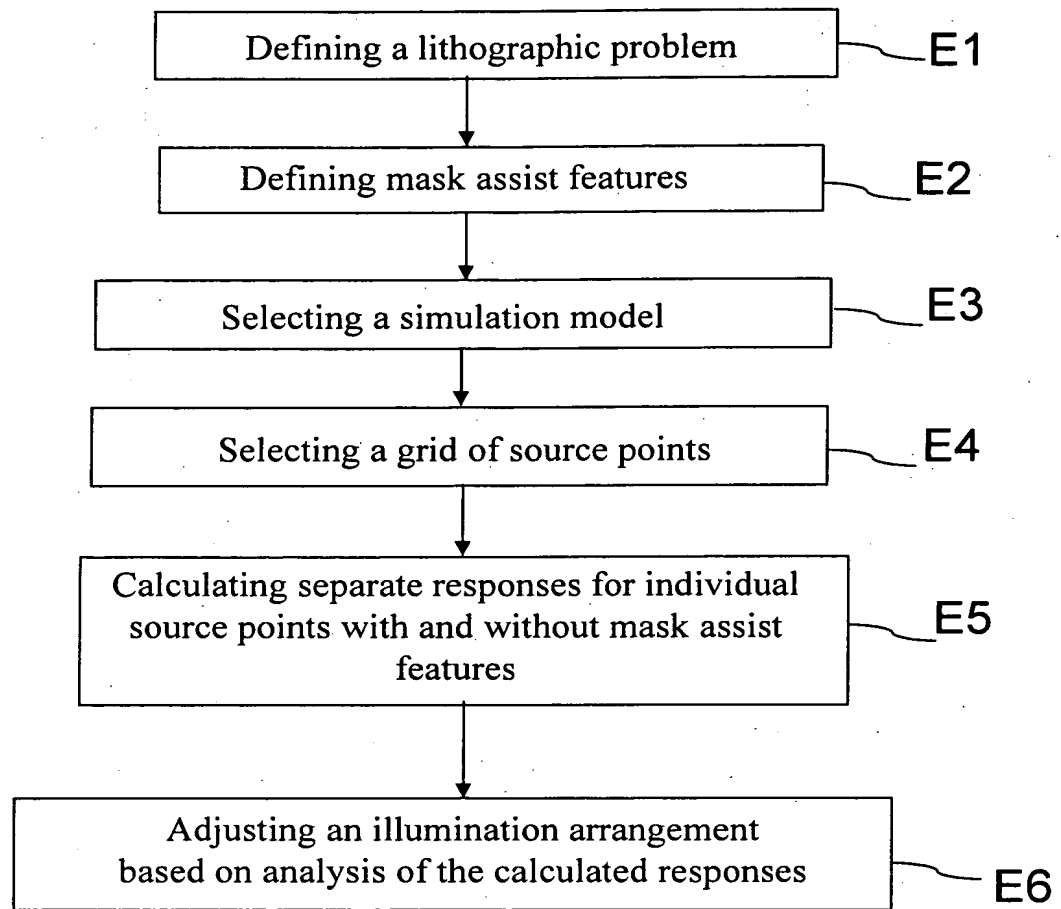 Defining a lithographic problem
E1
Defining mask assist features
E2
Selecting a simulation model
E3
Selecting a grid of source points
E4
Calculating separate responses for individual
source points with and without mask assist
features
E5
Adjusting an illumination arrangement
based on analysis of the calculated responses
E6